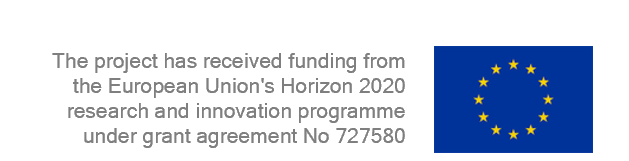 The project has received funding from
the European Union's Horizon 2020
research and innovation programme
under grant agreement No 727580